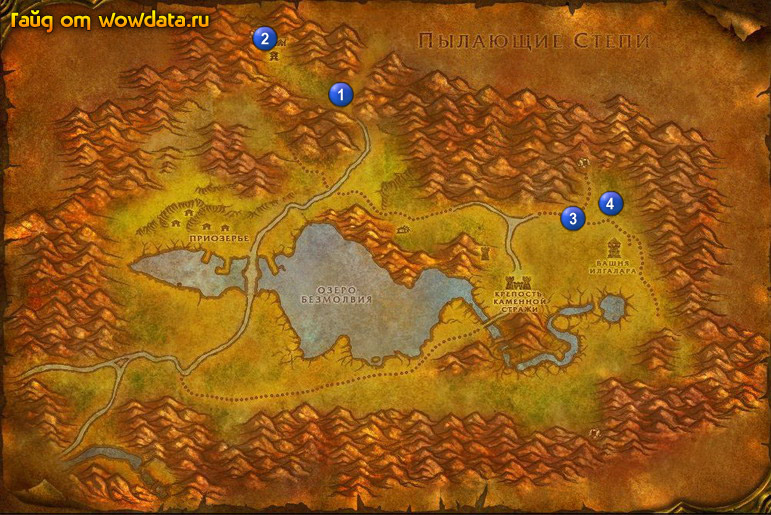 гайд от wowdata.ru
2
Пылающие Степи
1
4
3
Приозерье
Башня
Илгалара
Озеро
Безмолвия
Крепость
Каменной
Стражи